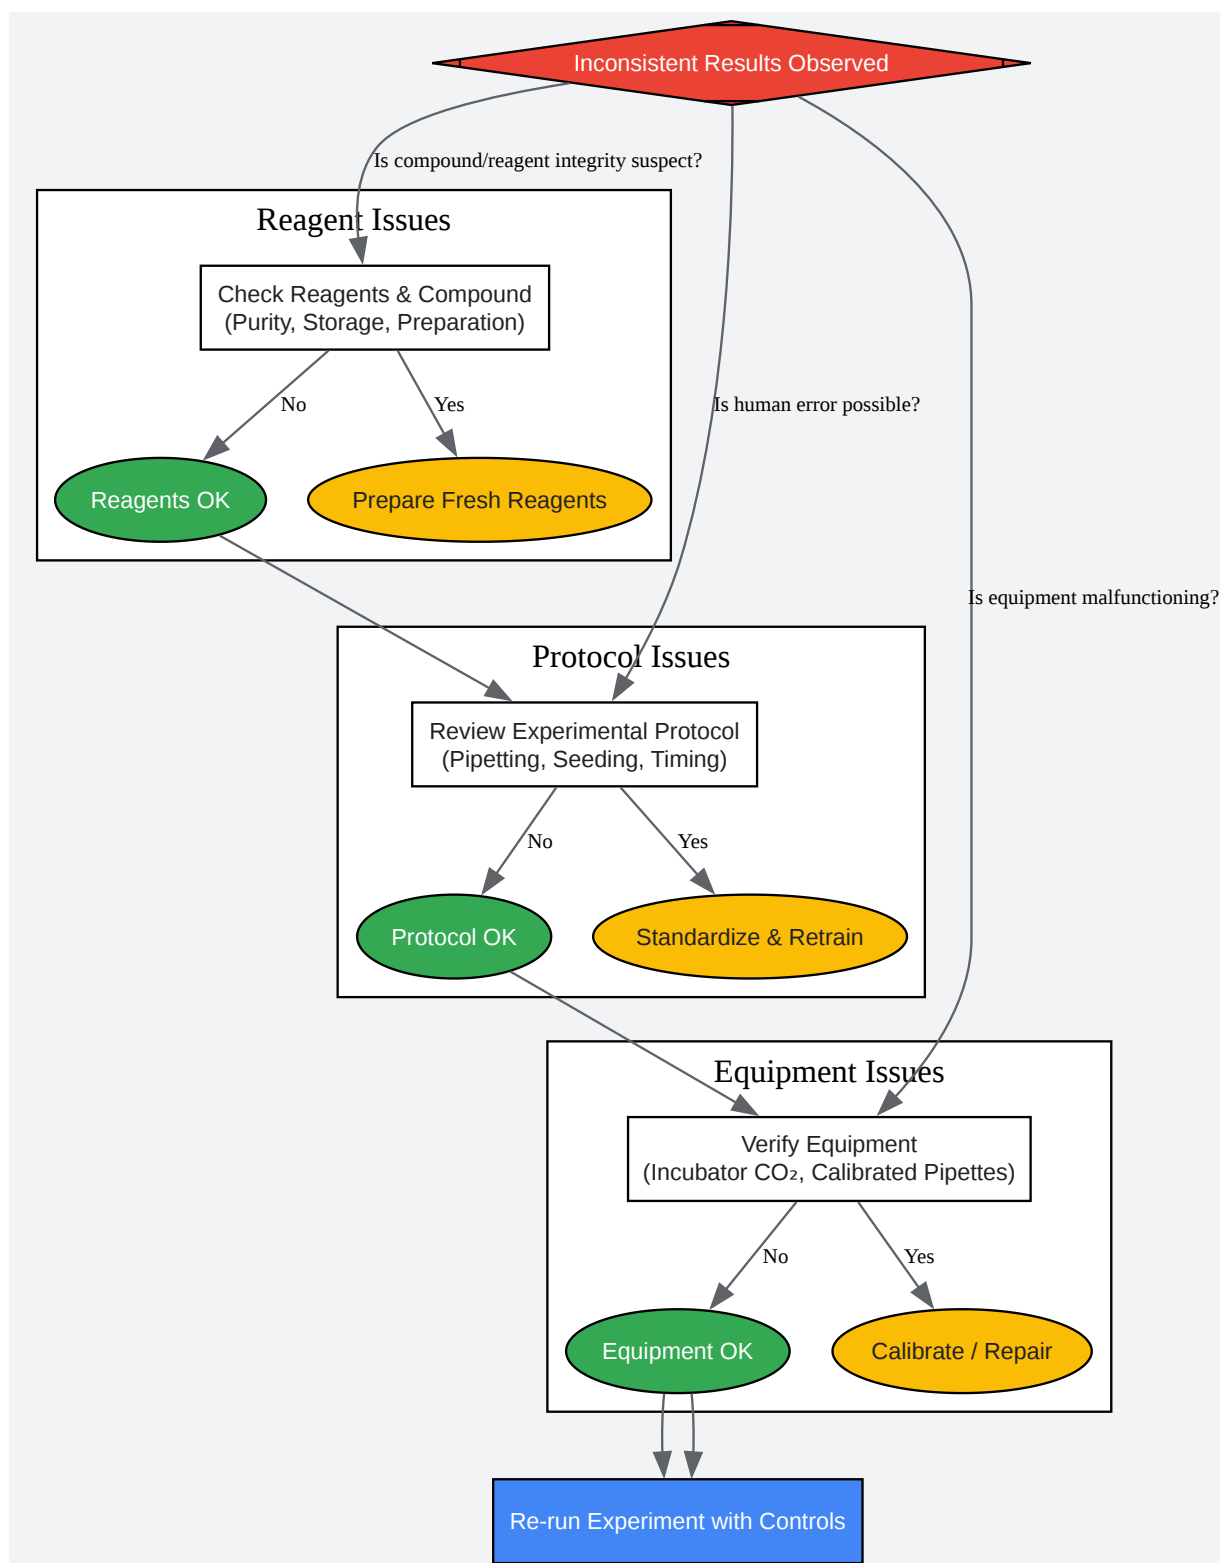 Inconsistent Results Observed
Is compound/reagent integrity suspect?
Reagent Issues
Check Reagents & Compound
(Purity, Storage, Preparation)
No
Yes
Is human error possible?
Reagents OK
Prepare Fresh Reagents
Is equipment malfunctioning?
Protocol Issues
Review Experimental Protocol
(Pipetting, Seeding, Timing)
No
Yes
Protocol OK
Standardize & Retrain
Equipment Issues
Verify Equipment
(Incubator CO₂, Calibrated Pipettes)
No
Yes
Equipment OK
Calibrate / Repair
Re-run Experiment with Controls